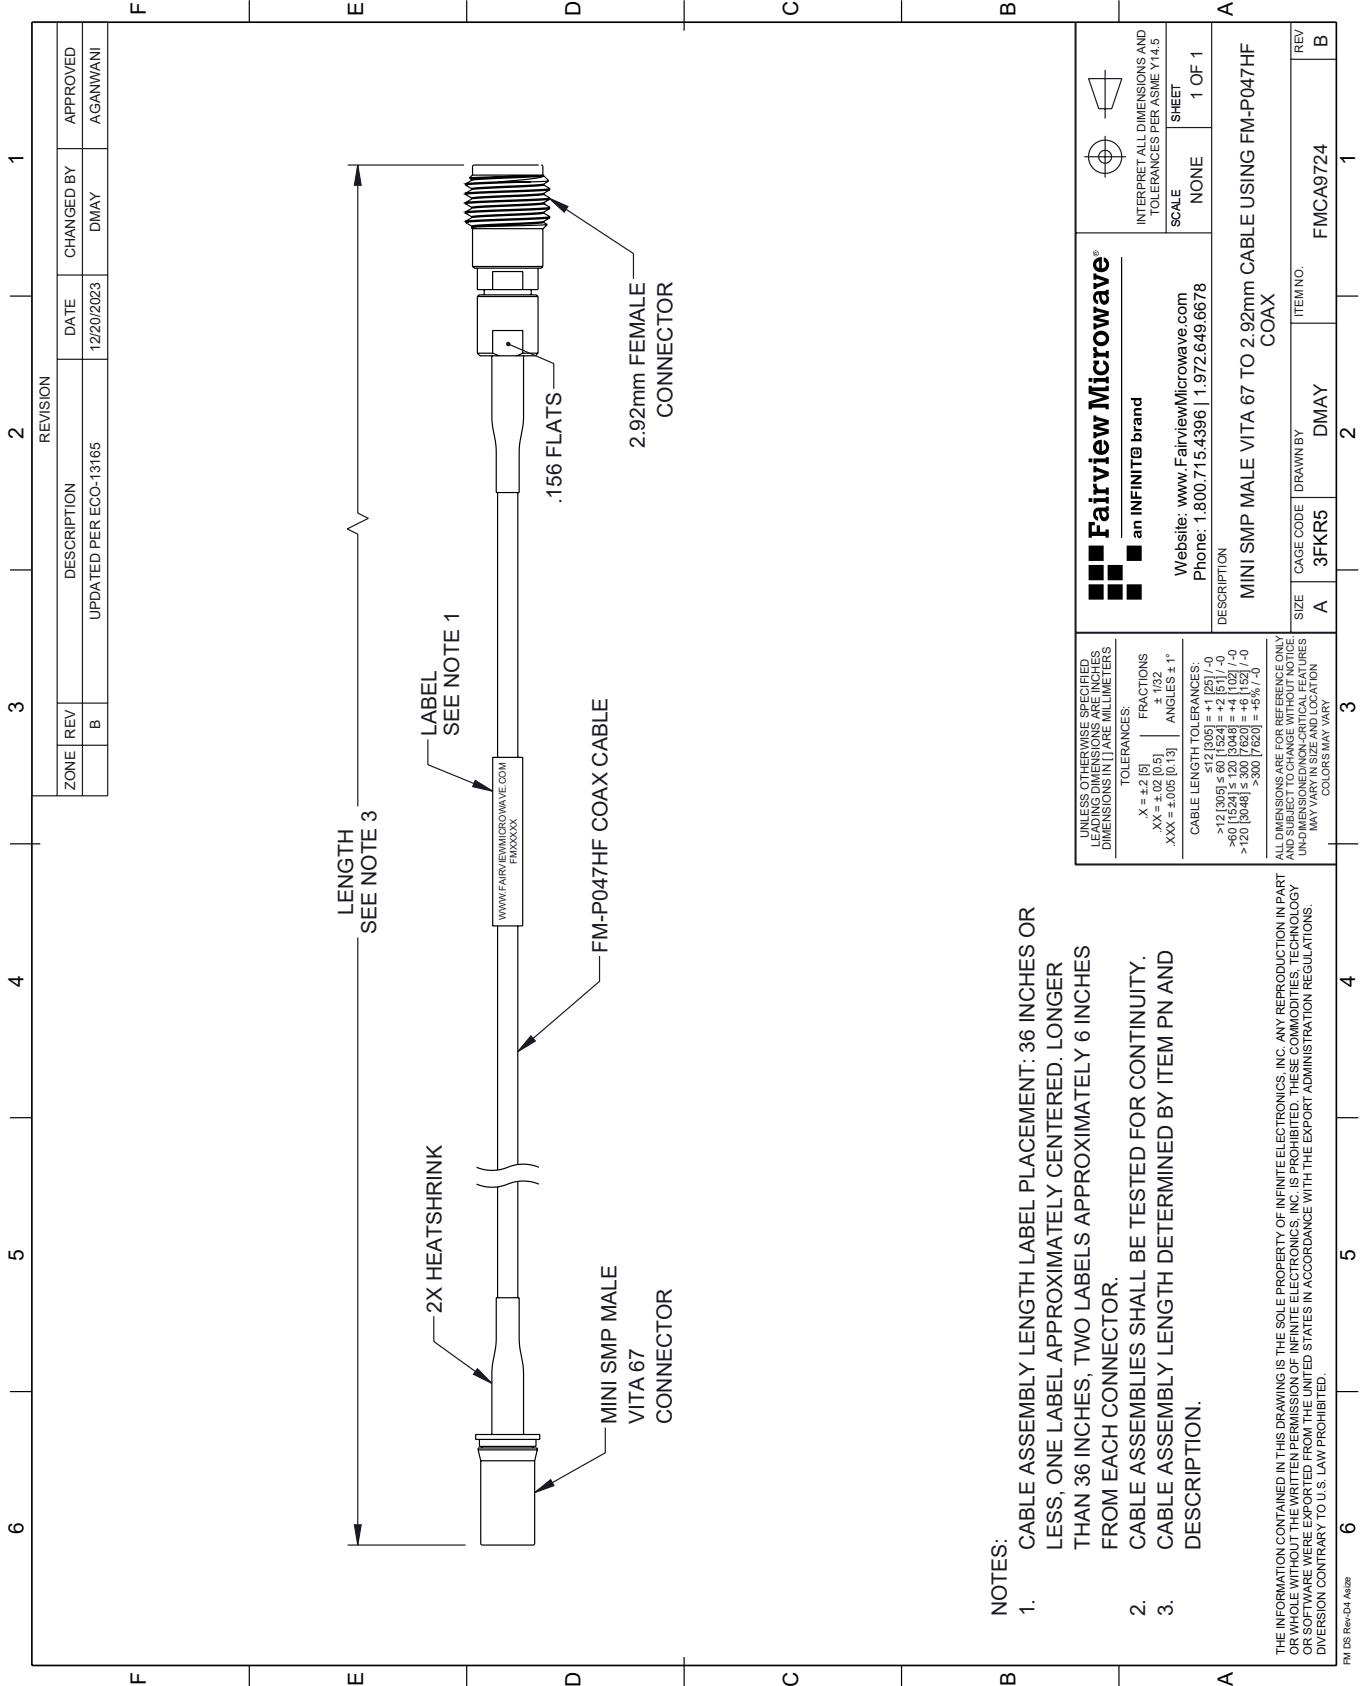 6
5
4
3
2
1
F
E
D
C
B
A
REVISION
ZONE
REV
DESCRIPTION
DATE
CHANGED BY
APPROVED
B
UPDATED PER ECO-13165
12/20/2023
DMAY
AGANWANI
LENGTH
SEE NOTE 3
2X HEATSHRINK
LABEL
SEE NOTE 1
WWW.FAIRVIEWMICROWAVE.COM
FMXXXXX
.156 FLATS
MINI SMP MALE
VITA 67
CONNECTOR
FM-P047HF COAX CABLE
2.92mm FEMALE
CONNECTOR
NOTES:
1. CABLE ASSEMBLY LENGTH LABEL PLACEMENT: 36 INCHES OR
LESS, ONE LABEL APPROXIMATELY CENTERED. LONGER
THAN 36 INCHES, TWO LABELS APPROXIMATELY 6 INCHES
FROM EACH CONNECTOR.
2. CABLE ASSEMBLIES SHALL BE TESTED FOR CONTINUITY.
3. CABLE ASSEMBLY LENGTH DETERMINED BY ITEM PN AND
DESCRIPTION.
THE INFORMATION CONTAINED IN THIS DRAWING IS THE SOLE PROPERTY OF INFINITE ELECTRONICS, INC. ANY REPRODUCTION IN PART
OR WHOLE WITHOUT THE WRITTEN PERMISSION OF INFINITE ELECTRONICS, INC. IS PROHIBITED. THESE COMMODITIES, TECHNOLOGY
OR SOFTWARE WERE EXPORTED FROM THE UNITED STATES IN ACCORDANCE WITH THE EXPORT ADMINISTRATION REGULATIONS.
DIVERSION CONTRARY TO U.S. LAW PROHIBITED.
UNLESS OTHERWISE SPECIFIED
LEADING DIMENSIONS ARE INCHES
DIMENSIONS IN [ ] ARE MILLIMETERS
TOLERANCES:
.X = ±.2 [5]
.XX = ±.02 [0.5]
.XXX = ±.005 [0.13]
FRACTIONS
± 1/32
ANGLES ± 1°
CABLE LENGTH TOLERANCES:
≤12 [305] = +1 [25] / -0
>12 [305] ≤ 60 [1524] = +2 [51] / -0
>60 [1524] ≤ 120 [3048] = +4 [102] / -0
>120 [3048] ≤ 300 [7620] = +6 [152] / -0
>300 [7620] = +5% / -0
ALL DIMENSIONS ARE FOR REFERENCE ONLY
AND SUBJECT TO CHANGE WITHOUT NOTICE.
UN-DIMENSIONED/NON-CRITICAL FEATURES
MAY VARY IN SIZE AND LOCATION
COLORS MAY VARY
Fairview Microwave®
an INFINIT@ brand
Website: www.FairviewMicrowave.com
Phone: 1.800.715.4396 | 1.972.649.6678
INTERPRET ALL DIMENSIONS AND
TOLERANCES PER ASME Y14.5
SCALE
NONE
SHEET
1 OF 1
DESCRIPTION
MINI SMP MALE VITA 67 TO 2.92mm CABLE USING FM-P047HF
COAX
SIZE
A
CAGE CODE
3FKR5
DRAWN BY
DMAY
ITEM NO.
FMCA9724
REV
B
F
E
D
C
B
A
6
5
4
3
2
1
FM DS Rev-D4 Asize